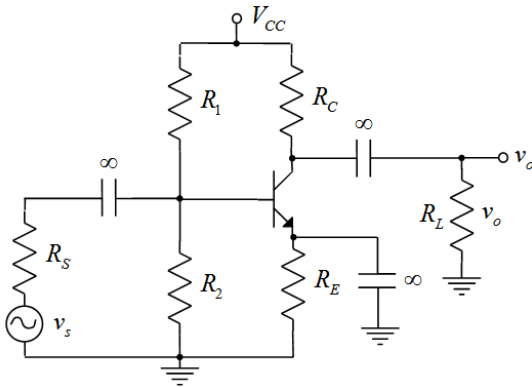 V_CC
R_1
R_C
∞
∞
v_o
R_L
v_o
R_S
R_2
R_E
∞
v_s